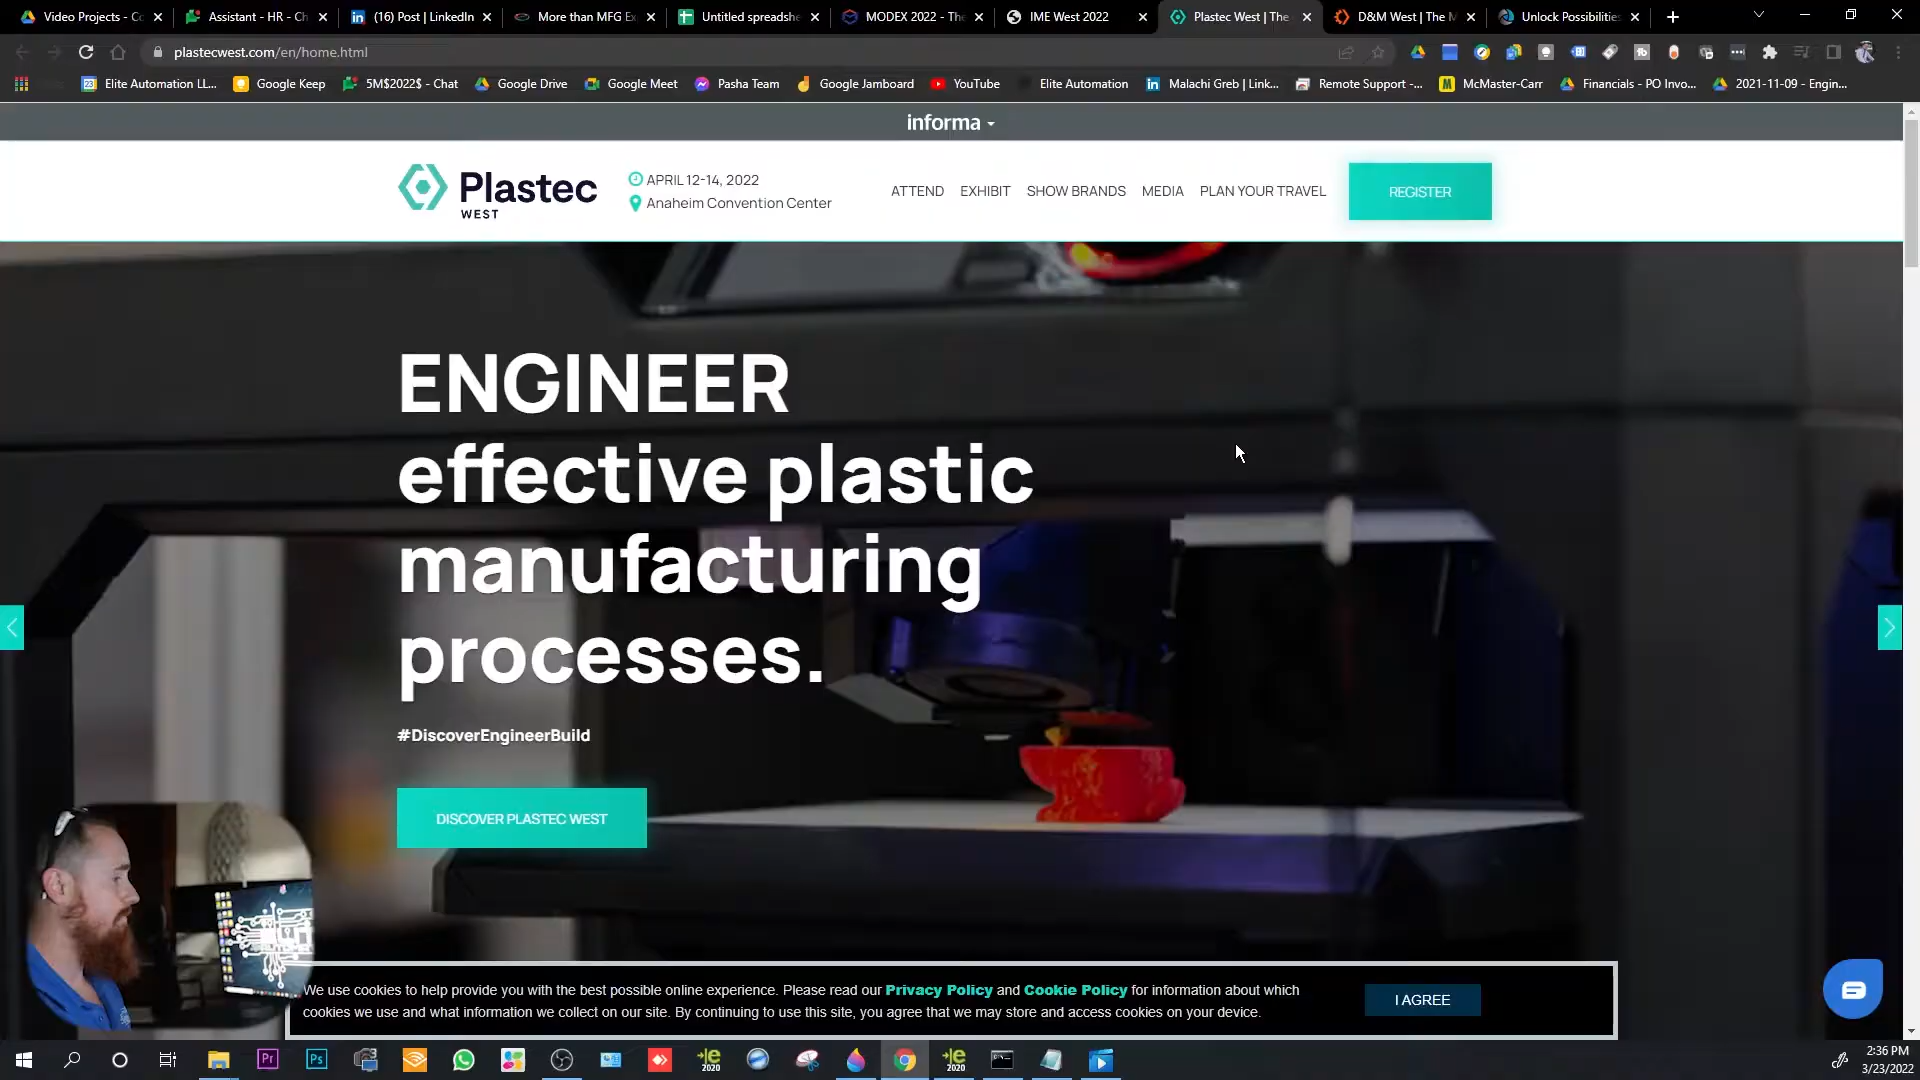 Video Projects - Cc
Assistant - HR - Ch
(16) Post | LinkedIn
More than MFG Ex
Untitled spreadshe
MODEX 2022 - The
IME West 2022
Plastec West | The
D&M West | The M
Unlock Possibilities
plastecwest.com/en/home.html
Elite Automation LL...
Google Keep
5M$2022$ - Chat
Google Drive
Google Meet
Pasha Team
Google Jamboard
YouTube
Elite Automation
Malachi Greb | Link...
Remote Support -...
McMaster-Carr
Financials - PO Invo...
2021-11-09 - Engin...
informa
Plastec
WEST
APRIL 12-14, 2022
Anaheim Convention Center
ATTEND
EXHIBIT
SHOW BRANDS
MEDIA
PLAN YOUR TRAVEL
REGISTER
ENGINEER
effective plastic
manufacturing
processes.
#DiscoverEngineerBuild
DISCOVER PLASTEC WEST
We use cookies to help provide you with the best possible online experience. Please read our Privacy Policy and Cookie Policy for information about which
cookies we use and what information we collect on our site. By continuing to use this site, you agree that we may store and access cookies on your device.
I AGREE
2:36 PM
3/23/2022